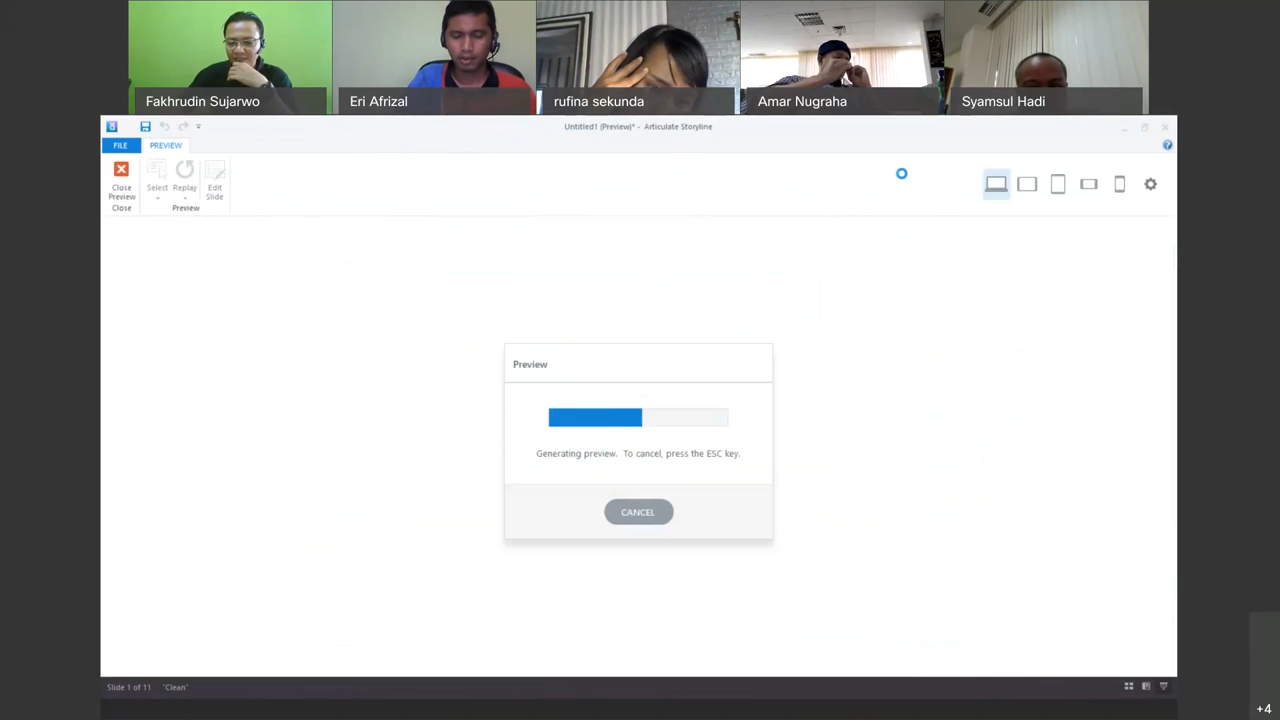 Fakhrudin Sujarwo
Eri Afrizal
rufina sekunda
Amar Nugraha
Syamsul Hadi
Untitled1 (Preview)* - Articulate Storyline
FILE
PREVIEW
Close Preview
Select
Replay
Edit Slide
Close
Preview
Preview
Generating preview. To cancel, press the ESC key.
CANCEL
Slide 1 of 11
"Clean"
+4